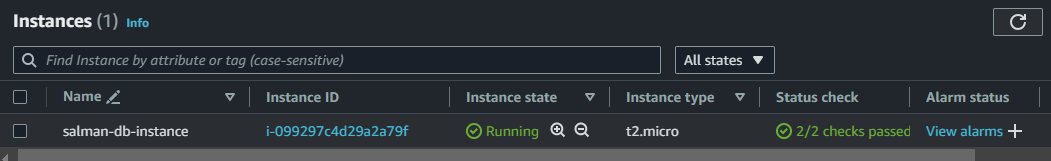 Instances (1) Info
Find Instance by attribute or tag (case-sensitive) All states
Name Instance ID Instance state Instance type Status check Alarm status
salman-db-instance i-099297c4d29a2a79f Running t2.micro 2/2 checks passed View alarms